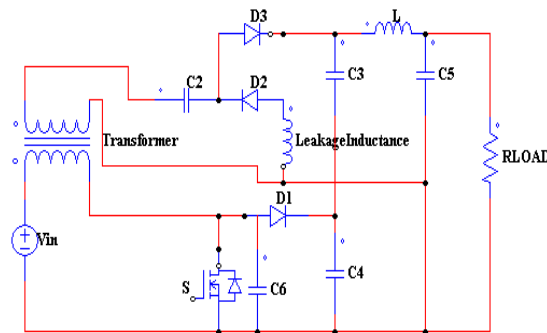 D3
L
C2
D2
C3
C5
Transformer
LeakageInductance
RLOAD
D1
Vin
S
C6
C4